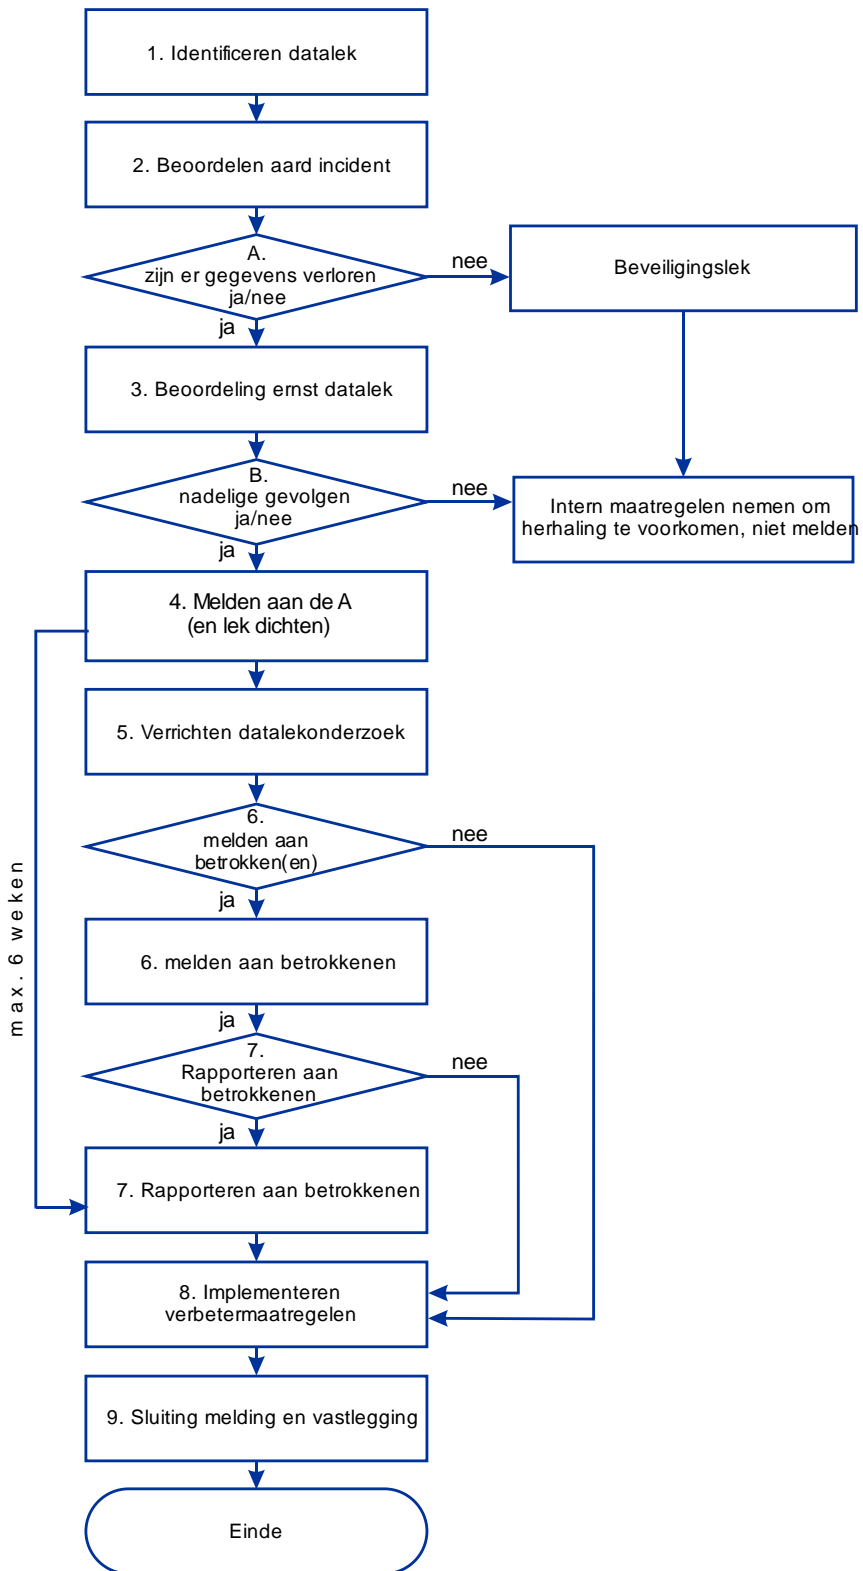 1. Identificeren datalek
2. Beoordelen aard incident
A.
zijn er gegevens verloren
ja/nee
nee
Beveiligingslek
ja
3. Beoordeling ernst datalek
B.
nadelige gevolgen
ja/nee
nee
Intern maatregelen nemen om
herhaling te voorkomen, niet melden
ja
4. Melden aan de A
(en lek dichten)
5. Verrichten datalekonderzoek
6.
melden aan
betrokken(en)
nee
ja
max. 6 weken
6. melden aan betrokkenen
ja
7.
Rapporteren aan
betrokkenen
nee
ja
7. Rapporteren aan betrokkenen
8. Implementeren
verbetermaatregelen
9. Sluiting melding en vastlegging
Einde